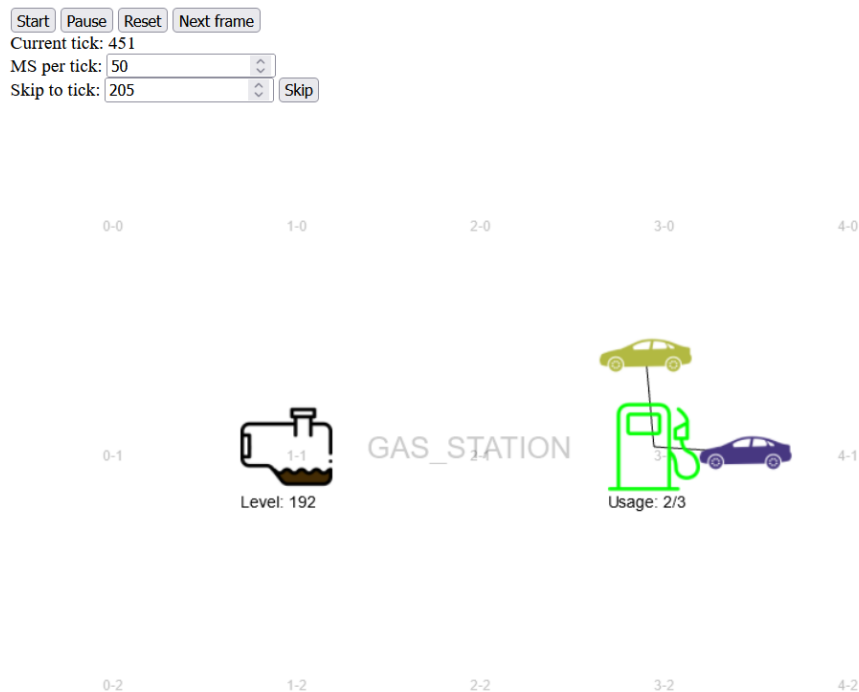 Start Pause Reset Next frame
Current tick: 451
MS per tick: 50
Skip to tick: 205 Skip
0-0 1-0 2-0 3-0 4-0
GAS_STATION
0-1 1-1 2-1 3- 4-1
Level: 192 Usage: 2/3
0-2 1-2 2-2 3-2 4-2